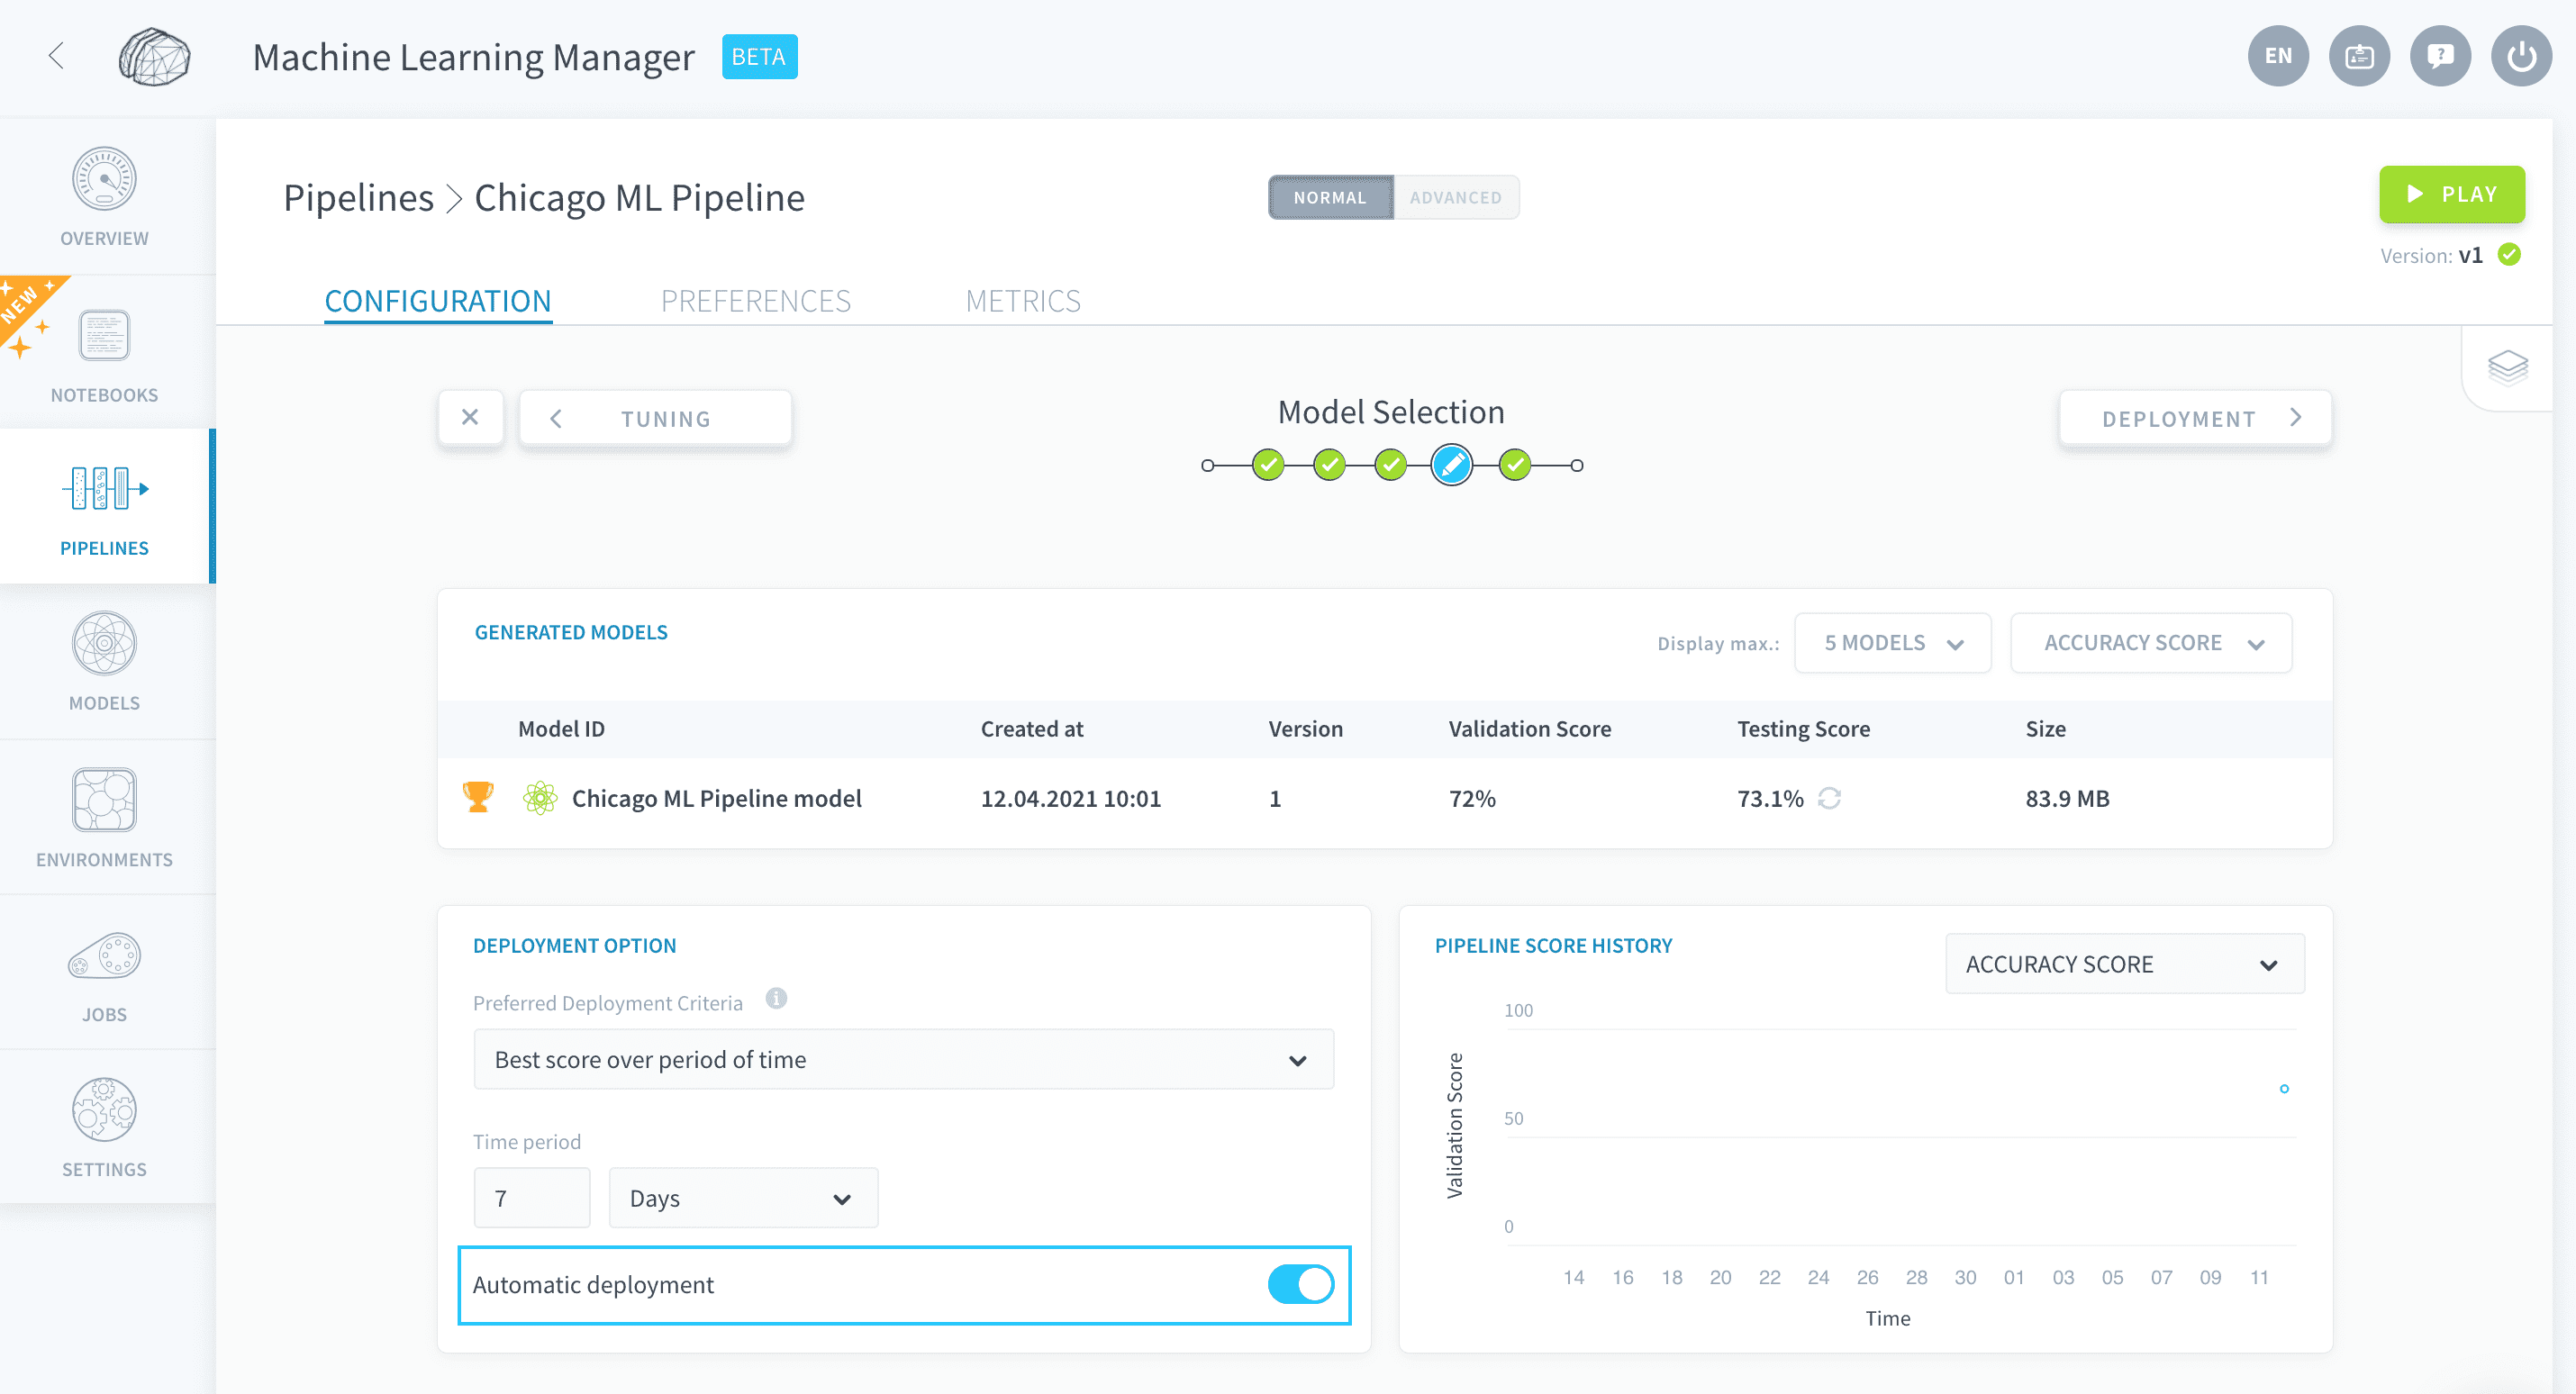 Machine Learning Manager BETA
EN
OVERVIEW
NEW
NOTEBOOKS
PIPELINES
MODELS
ENVIRONMENTS
JOBS
SETTINGS
Pipelines > Chicago ML Pipeline
NORMAL ADVANCED
PLAY
Version: v1
CONFIGURATION PREFERENCES METRICS
TUNING
Model Selection
DEPLOYMENT
GENERATED MODELS
Display max.: 5 MODELS ACCURACY SCORE
Model ID Created at Version Validation Score Testing Score Size
Chicago ML Pipeline model 12.04.2021 10:01 1 72% 73.1% 83.9 MB
DEPLOYMENT OPTION
Preferred Deployment Criteria
Best score over period of time
Time period
7 Days
Automatic deployment
PIPELINE SCORE HISTORY
ACCURACY SCORE
Validation Score
100
50
0
14 16 18 20 22 24 26 28 30 01 03 05 07 09 11
Time